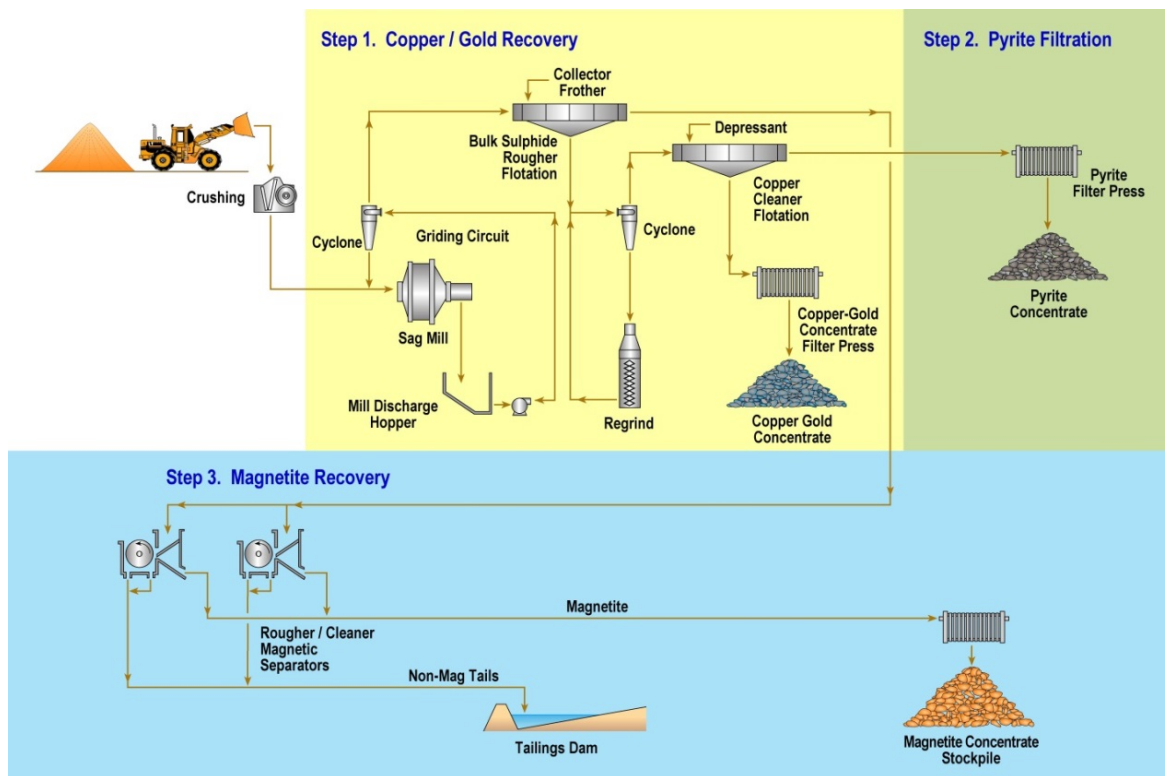 Step 1. Copper / Gold Recovery
Step 2. Pyrite Filtration
Collector
Frother
Depressant
Bulk Sulphide
Rougher
Flotation
Crushing
Copper
Cleaner
Flotation
Pyrite
Filter Press
Cyclone
Griding Circuit
Cyclone
Sag Mill
Copper-Gold
Concentrate
Filter Press
Pyrite
Concentrate
Mill Discharge
Hopper
Regrind
Copper Gold
Concentrate
Step 3. Magnetite Recovery
Magnetite
Rougher / Cleaner
Magnetic
Separators
Non-Mag Tails
Tailings Dam
Magnetite Concentrate
Stockpile